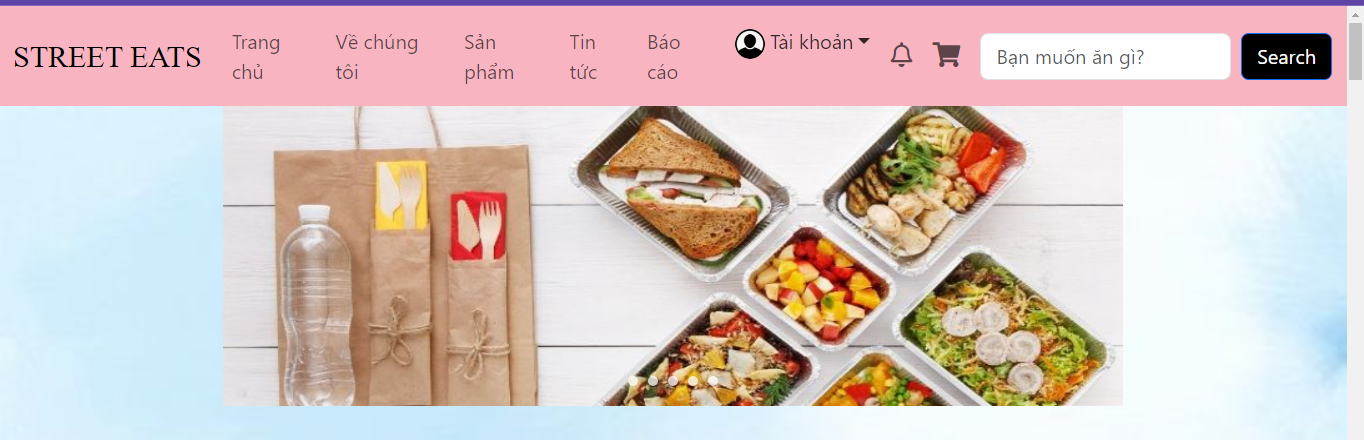 STREET EATS
Trang
chủ
Về chúng
tôi
Sản
phẩm
Tin
tức
Báo
cáo
Tài khoản
Bạn muốn ăn gì?
Search